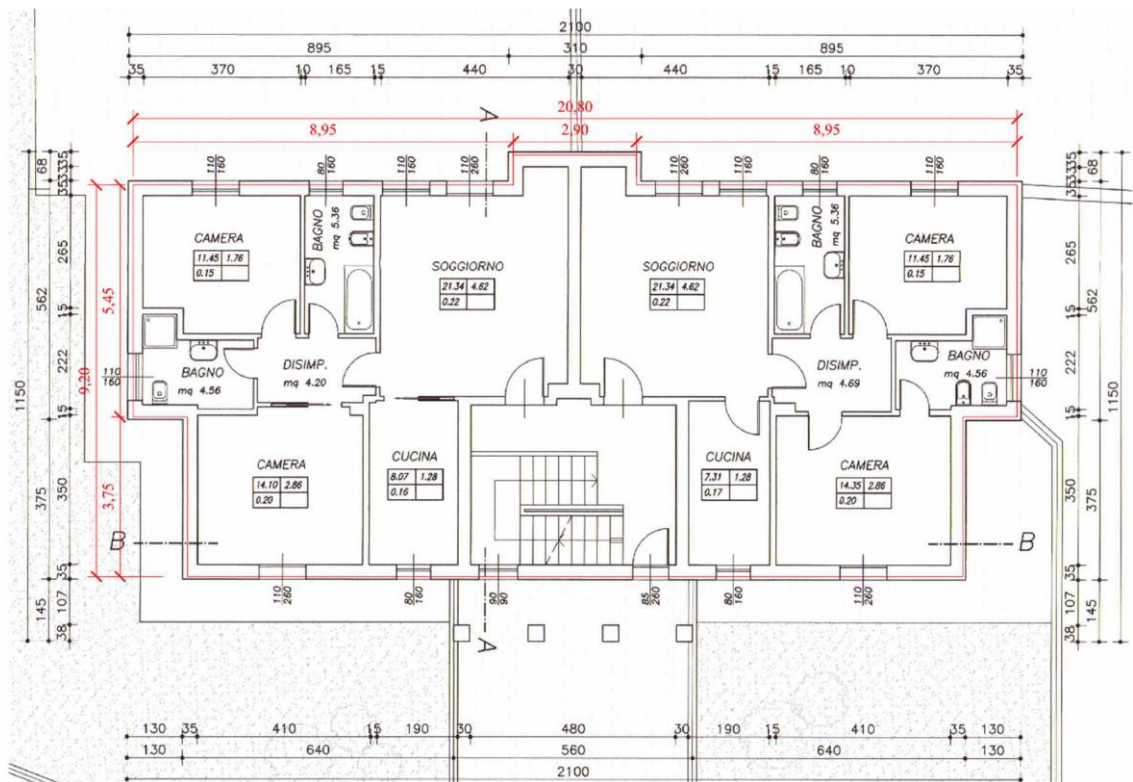 2100
895 310 895
35 370 10 165 15 440 30 440 15 165 10 370 35
20,80
8,95 2,90 8,95
A
110 160 80 160 110 160 110 260 110 260 110 160 80 160 110 160
68 353335 353335 68
CAMERA
11.45 1.76
0.15
BAGNO
mq 5.36
SOGGIORNO
21.34 4.62
0.22
SOGGIORNO
21.34 4.62
0.22
BAGNO
mq 5.36
CAMERA
11.45 1.76
0.15
265 562 5,45 265 562
15 15
BAGNO
mq 4.56
DISIMP.
mq 4.20
DISIMP.
mq 4.69
BAGNO
mq 4.56
110 160 110 160
222 9,20 1150 222 1150
15 15
CAMERA
14.10 2.86
0.20
CUCINA
8.07 1.28
0.16
CUCINA
7.31 1.28
0.17
CAMERA
14.35 2.86
0.20
375 350 3,75 350 375
B B
35 35
110 260 80 160 90 90 85 260 80 160 110 260
145 107 107 145
38 38
A
130 35 410 15 190 30 480 30 190 15 410 35 130
130 640 560 640 130
2100